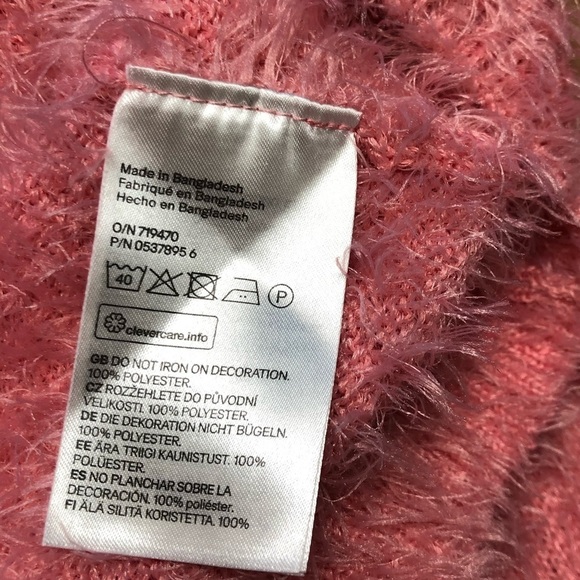 Made in Bangladesh
Fabriqué en Bangladesh
Hecho en Bangladesh
O/N 719470
P/N 0537895 6
40
P
clevercare.info
GB DO NOT IRON ON DECORATION.
100% POLYESTER.
CZ ROZŽEHLETE DO PŮVODNÍ
VELIKOSTI. 100% POLYESTER.
DE DIE DEKORATION NICHT BÜGELN.
100% POLYESTER.
EE ÄRA TRIIGI KAUNISTUST. 100%
POLÜESTER.
ES NO PLANCHAR SOBRE LA
DECORACIÓN. 100% poliéster.
FI ÄLÄ SILITÄ KORISTETTA. 100%